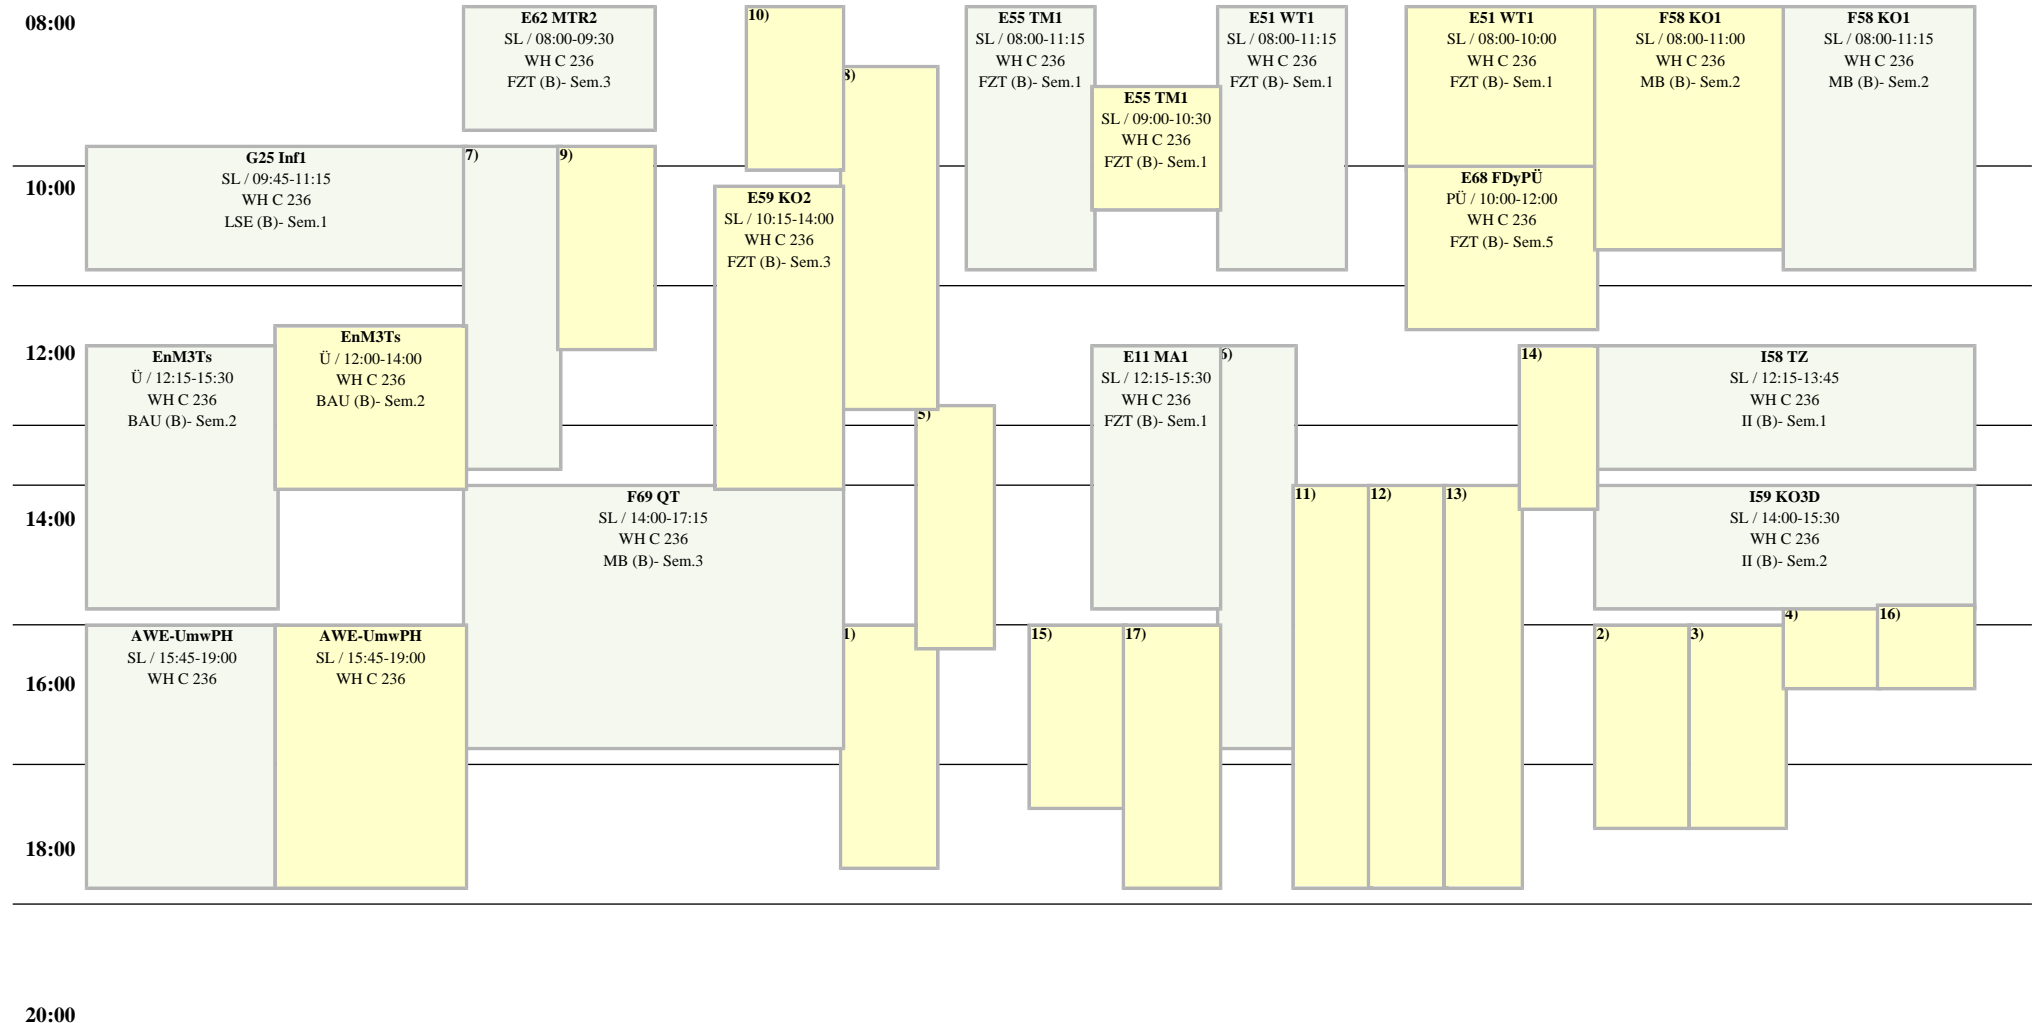 08:00
10:00
12:00
14:00
16:00
18:00
20:00
G25 Inf1
SL / 09:45-11:15
WH C 236
LSE (B)- Sem.1
EnM3Ts
Ü / 12:15-15:30
WH C 236
BAU (B)- Sem.2
EnM3Ts
Ü / 12:00-14:00
WH C 236
BAU (B)- Sem.2
AWE-UmwPH
SL / 15:45-19:00
WH C 236
AWE-UmwPH
SL / 15:45-19:00
WH C 236
E62 MTR2
SL / 08:00-09:30
WH C 236
FZT (B)- Sem.3
7)
9)
10)
8)
E59 KO2
SL / 10:15-14:00
WH C 236
FZT (B)- Sem.3
F69 QT
SL / 14:00-17:15
WH C 236
MB (B)- Sem.3
5)
1)
E55 TM1
SL / 08:00-11:15
WH C 236
FZT (B)- Sem.1
E55 TM1
SL / 09:00-10:30
WH C 236
FZT (B)- Sem.1
E51 WT1
SL / 08:00-11:15
WH C 236
FZT (B)- Sem.1
E11 MA1
SL / 12:15-15:30
WH C 236
FZT (B)- Sem.1
6)
15)
17)
11)
12)
13)
E51 WT1
SL / 08:00-10:00
WH C 236
FZT (B)- Sem.1
E68 FDyPÜ
PÜ / 10:00-12:00
WH C 236
FZT (B)- Sem.5
F58 KO1
SL / 08:00-11:00
WH C 236
MB (B)- Sem.2
F58 KO1
SL / 08:00-11:15
WH C 236
MB (B)- Sem.2
14)
I58 TZ
SL / 12:15-13:45
WH C 236
II (B)- Sem.1
I59 KO3D
SL / 14:00-15:30
WH C 236
II (B)- Sem.2
2)
3)
4)
16)